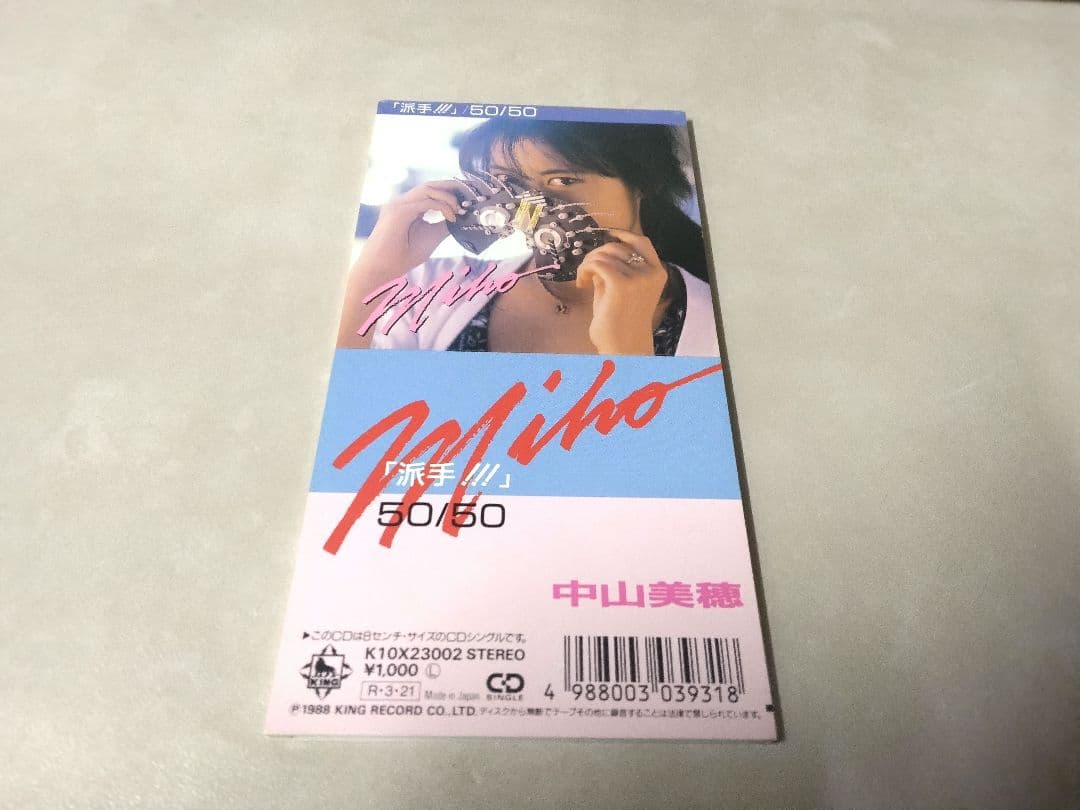 「派手!!!」/50/50
Miho
Miho
「派手!!!」
50/50
中山美穂
▶このCDは8センチ・サイズのCDシングルです。
K10X23002 STEREO
¥1,000 Ⓛ
KING
R・3・21 Made in Japan
CD SINGLE
4 988003 039318
Ⓟ1988 KING RECORD CO., LTD. ディスクから無断でテープその他に録音することは法律で禁じられています。